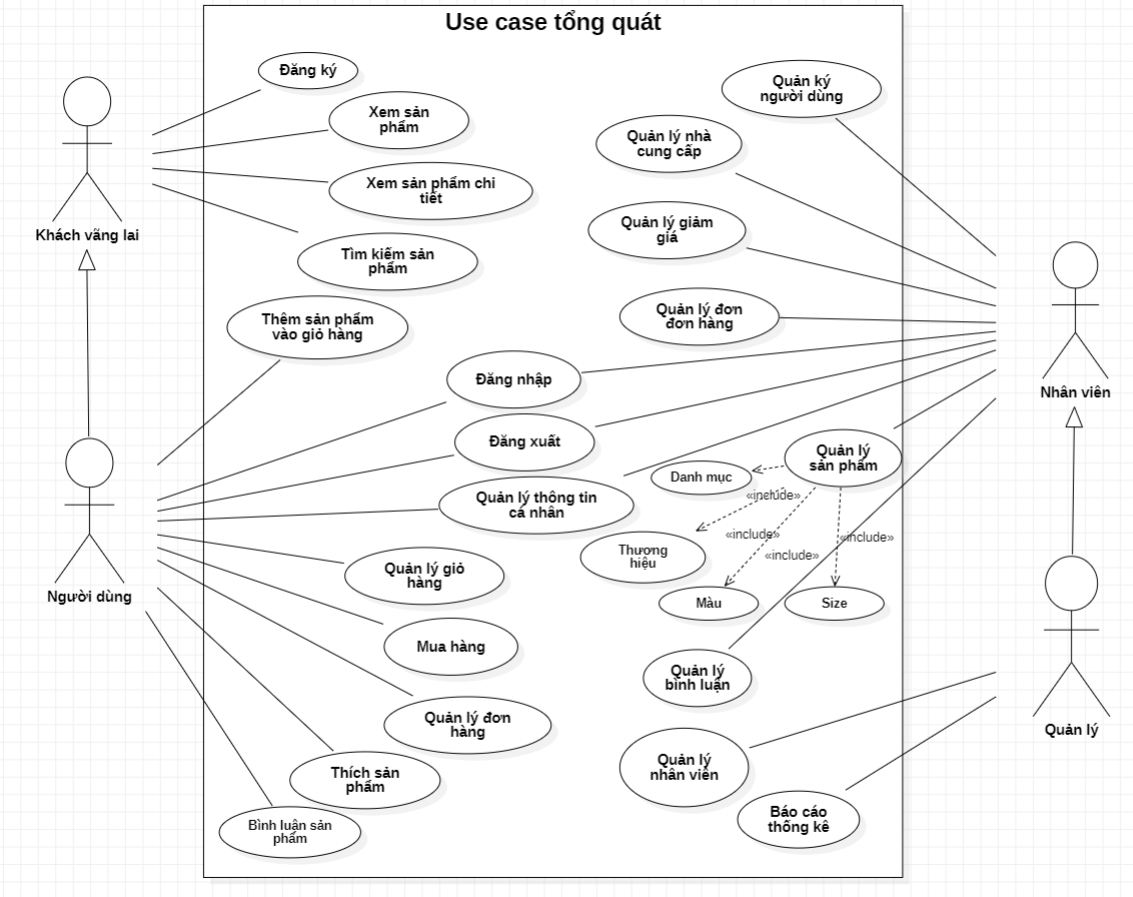 Use case tổng quát
Đăng ký
Xem sản
phẩm
Xem sản phẩm chi
tiết
Tìm kiếm sản
phẩm
Khách vãng lai
Thêm sản phẩm
vào giỏ hàng
Quản ký
người dùng
Quản lý nhà
cung cấp
Quản lý giảm
giá
Quản lý đơn
đơn hàng
Nhân viên
Đăng nhập
Đăng xuất
Quản lý thông tin
cá nhân
Người dùng
Quản lý giỏ
hàng
Mua hàng
Quản lý đơn
hàng
Thích sản
phẩm
Bình luận sản
phẩm
Quản lý
sản phẩm
Danh mục
«include»
Thương
hiệu
«include»
«include»
«include»
Màu
Size
Quản lý
bình luận
Quản lý
nhân viên
Báo cáo
thống kê
Quản lý